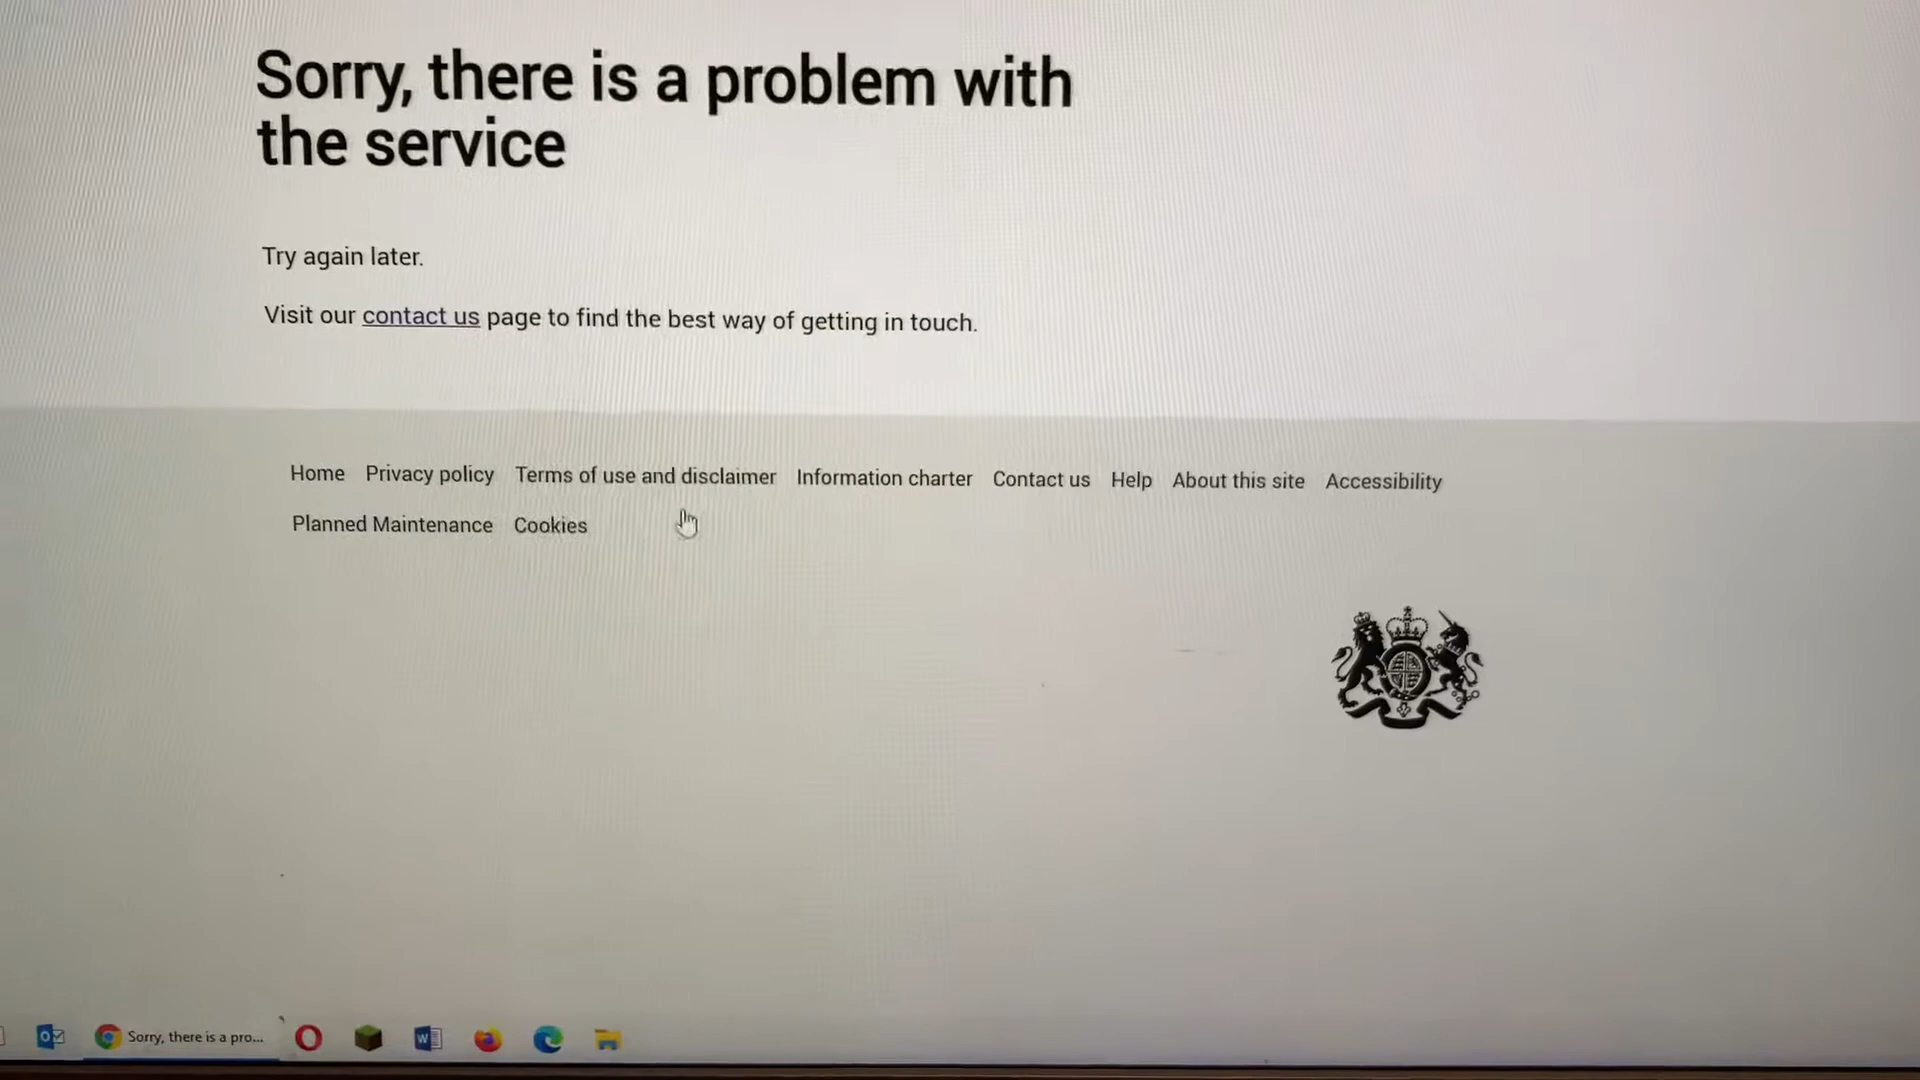 Sorry, there is a problem with
the service
Try again later.
Visit our contact us page to find the best way of getting in touch.
Home Privacy policy Terms of use and disclaimer Information charter Contact us Help About this site Accessibility
Planned Maintenance Cookies
Sorry, there is a pro...